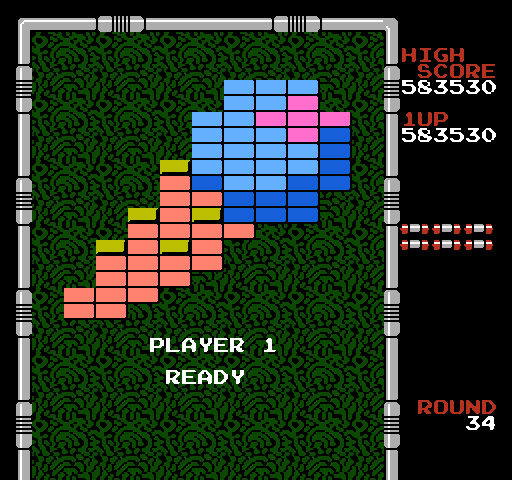 HIGH
SCORE
583530
1UP
583530
PLAYER 1
READY
ROUND
34